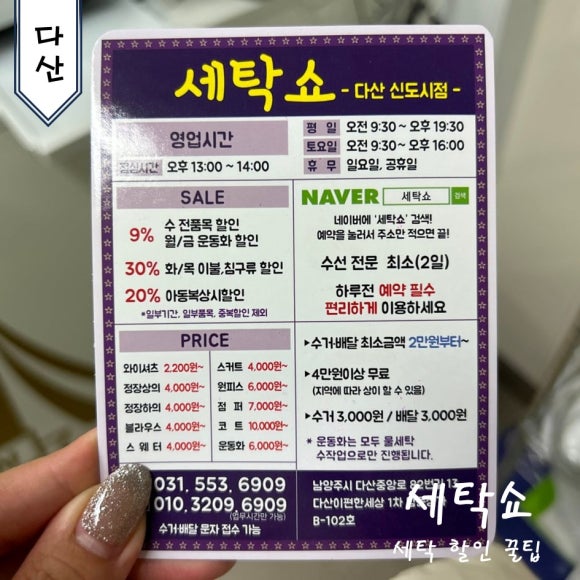 다산
세탁쇼 - 다산 신도시점 -
영업시간
점심시간 오후 13:00 ~ 14:00
평 일 오전 9:30 ~ 오후 19:30
토요일 오전 9:30 ~ 오후 16:00
휴 무 일요일, 공휴일
SALE
9% 수 전품목 할인
월/금 운동화 할인
30% 화/목 이불,침구류 할인
20% 아동복상시할인
*일부기간, 일부품목, 중복할인 제외
NAVER 세탁쇼 검색
네이버에 '세탁쇼' 검색!
예약을 눌러서 주소만 적으면 끝!
수선 전문 최소(2일)
하루전 예약 필수
편리하게 이용하세요
PRICE
와이셔츠 2,200원~ 스커트 4,000원~
정장상의 4,000원~ 원피스 7,000원~
정장하의 4,000원~ 점 퍼 7,000원~
블라우스 4,000원~ 코 트 10,000원~
스 웨 터 4,000원~ 운동화 6,000원~
▸수거·배달 최소금액 2만원부터~
▸4만원이상 무료
(지역에 따라 상이 할 수 있음)
▸수거 3,000원 / 배달 3,000원
* 운동화는 모두 물세탁
수작업으로만 진행됩니다.
031. 553. 6909
010. 3209. 6909
(업무시간만 가능)
수거·배달 문자 접수 가능
남양주시 다산중앙로 82번길 13
다산이편한세상 1차
B-102호
세탁쇼
세탁 할인 꿀팁